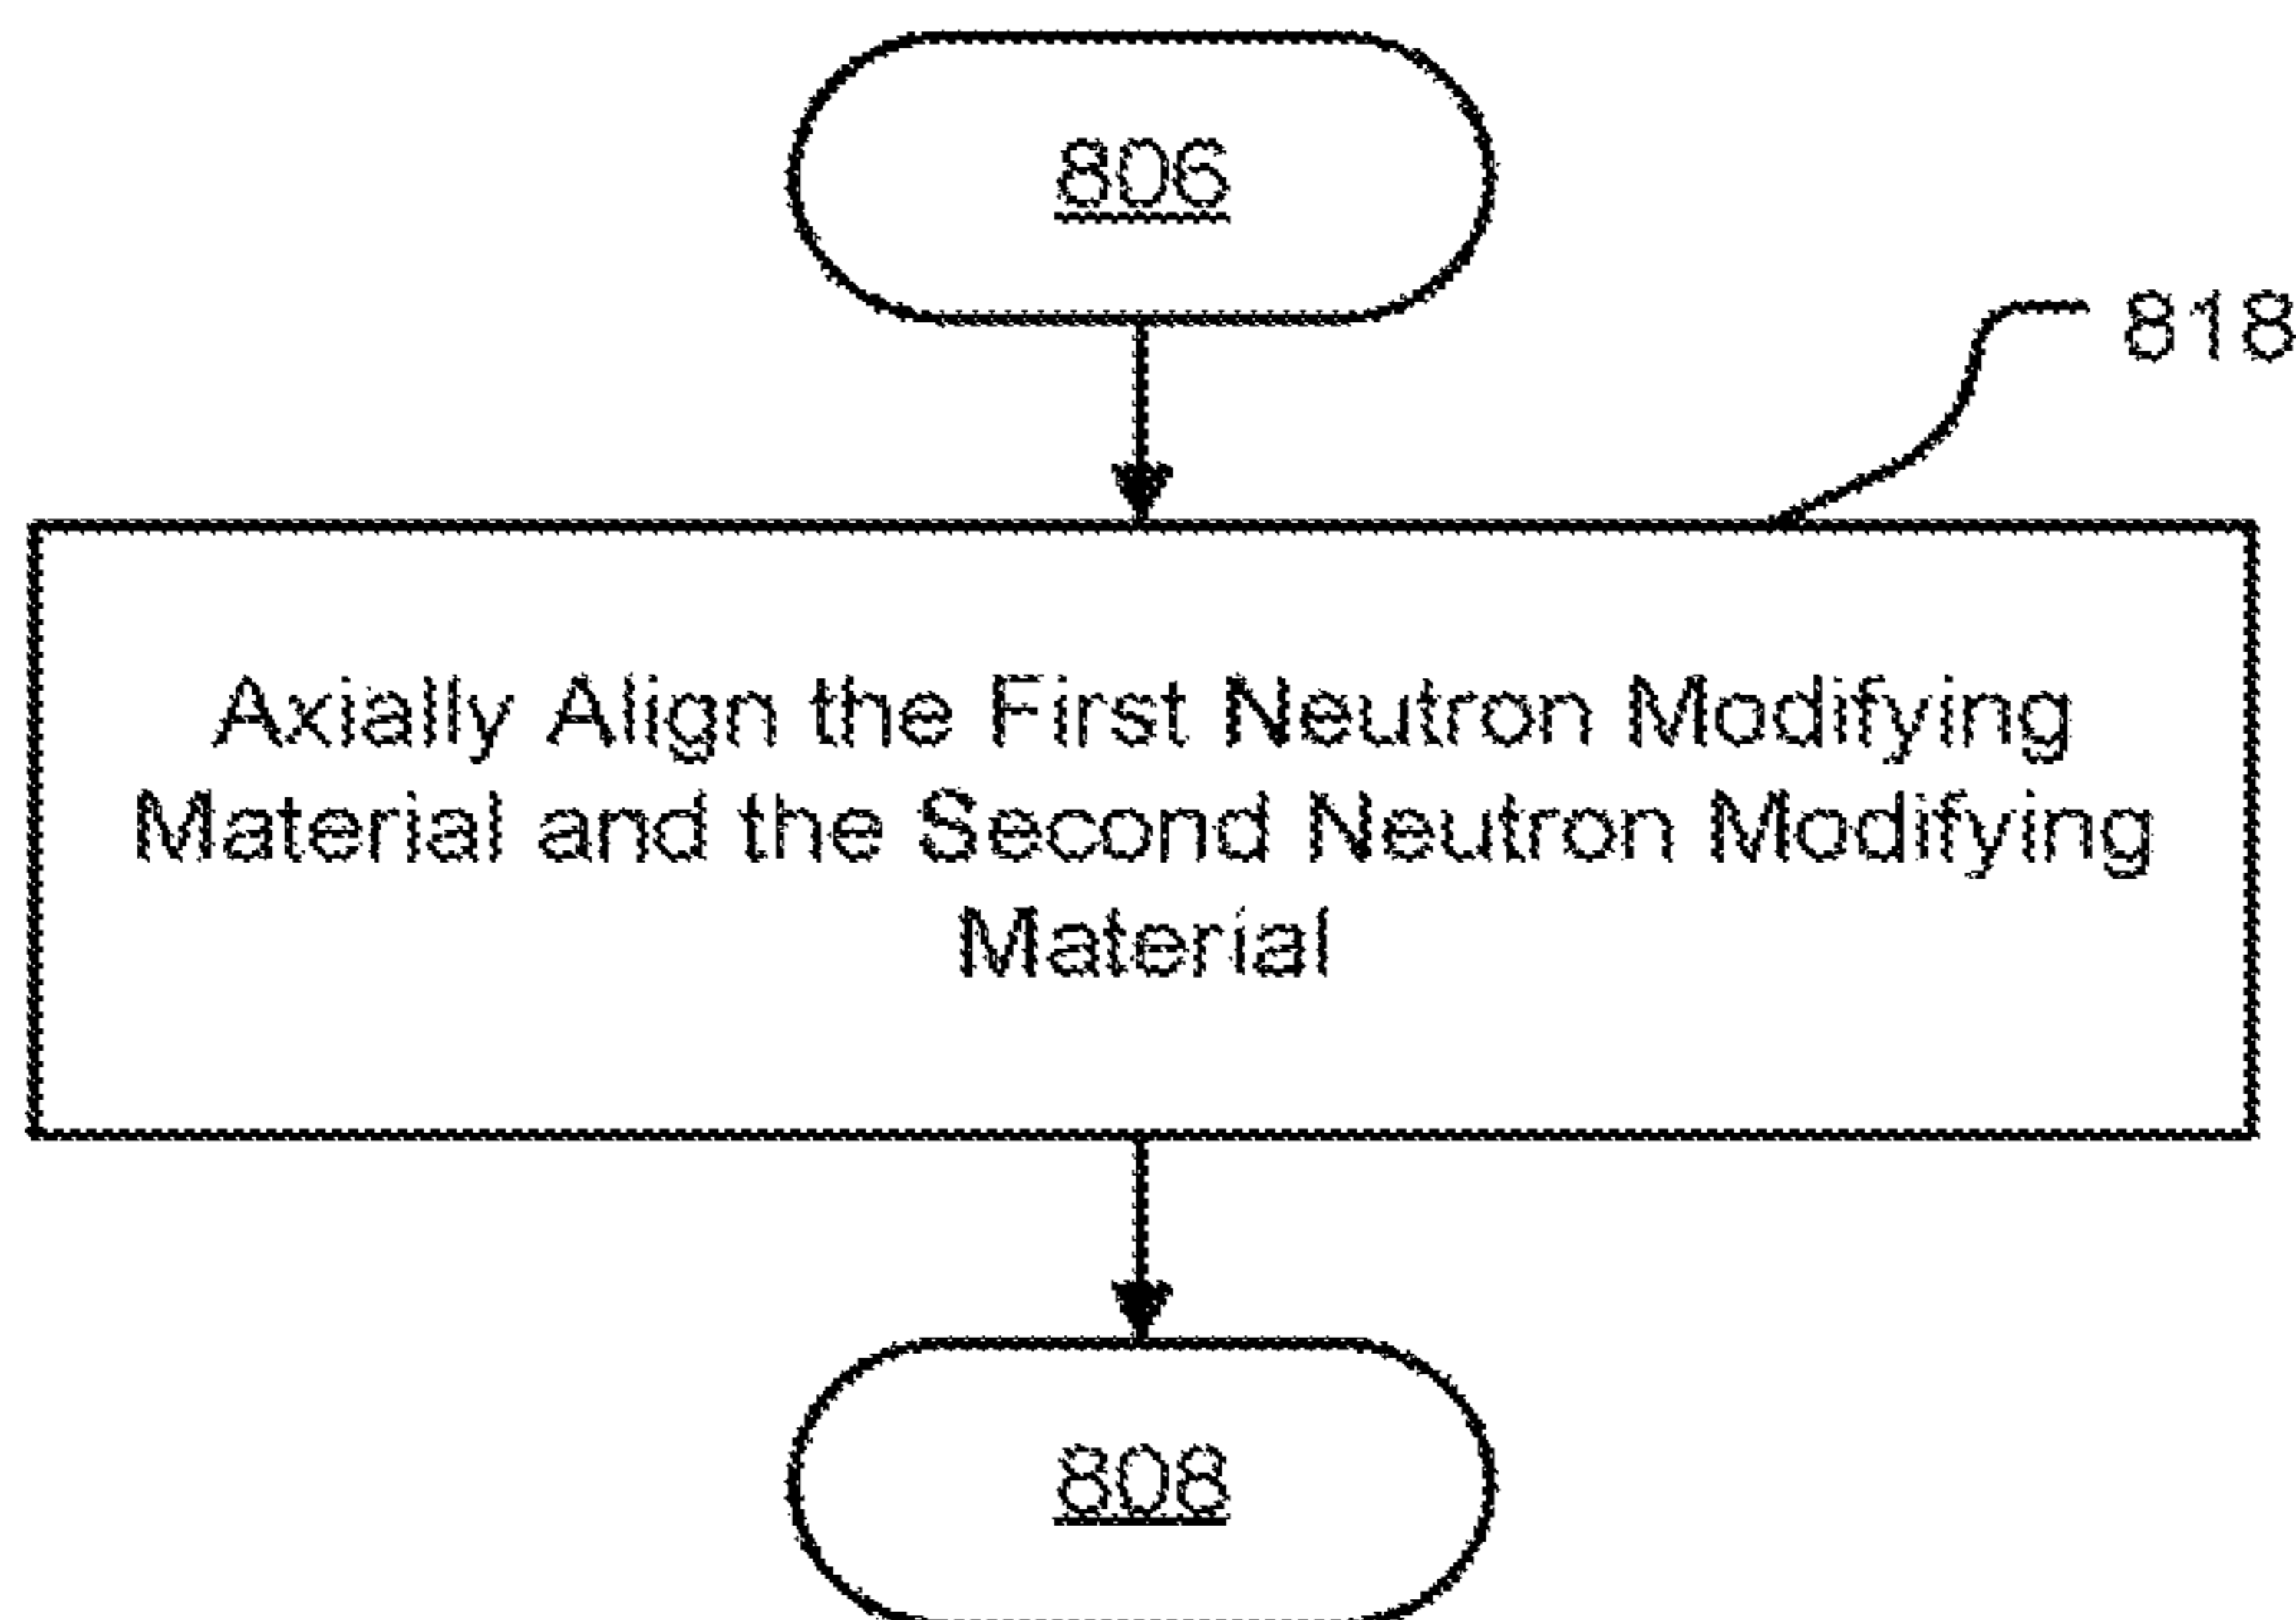 806
818
Axially Align the First Neutron Modifying
Material and the Second Neutron Modifying
Material
808